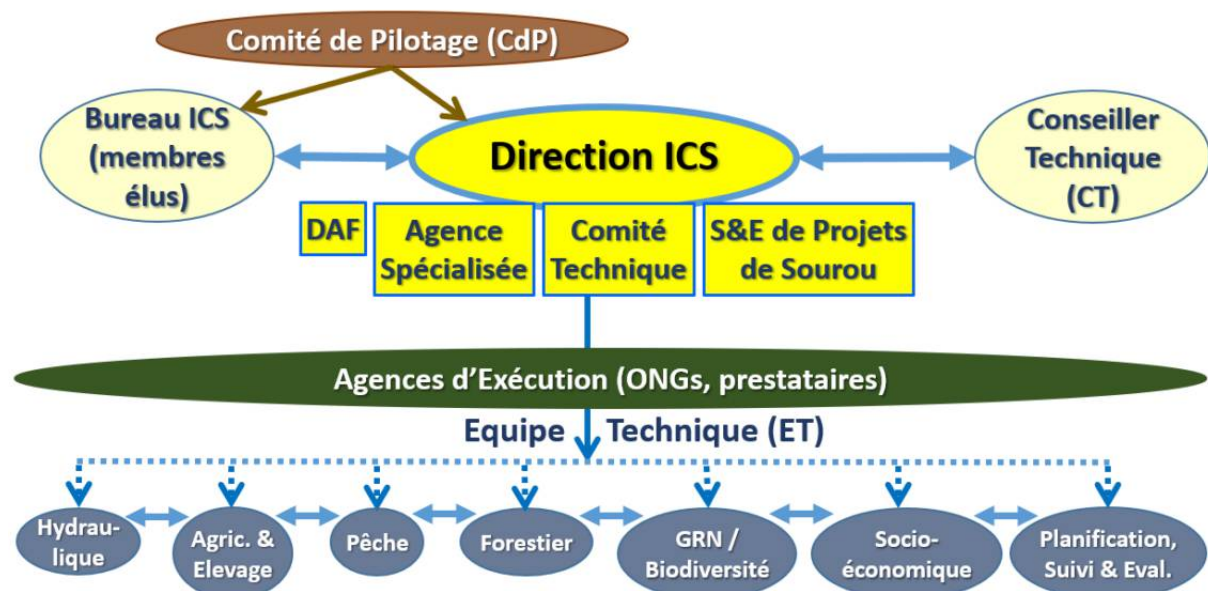 Comité de Pilotage (CdP)
Bureau ICS
(membres
élus)
Direction ICS
Conseiller
Technique
(CT)
DAF
Agence
Spécialisée
Comité
Technique
S&E de Projets
de Sourou
Agences d’Exécution (ONGs, prestataires)
Equipe Technique (ET)
Hydrau-
lique
Agric. &
Elevage
Pêche
Forestier
GRN /
Biodiversité
Socio-
économique
Planification,
Suivi & Eval.